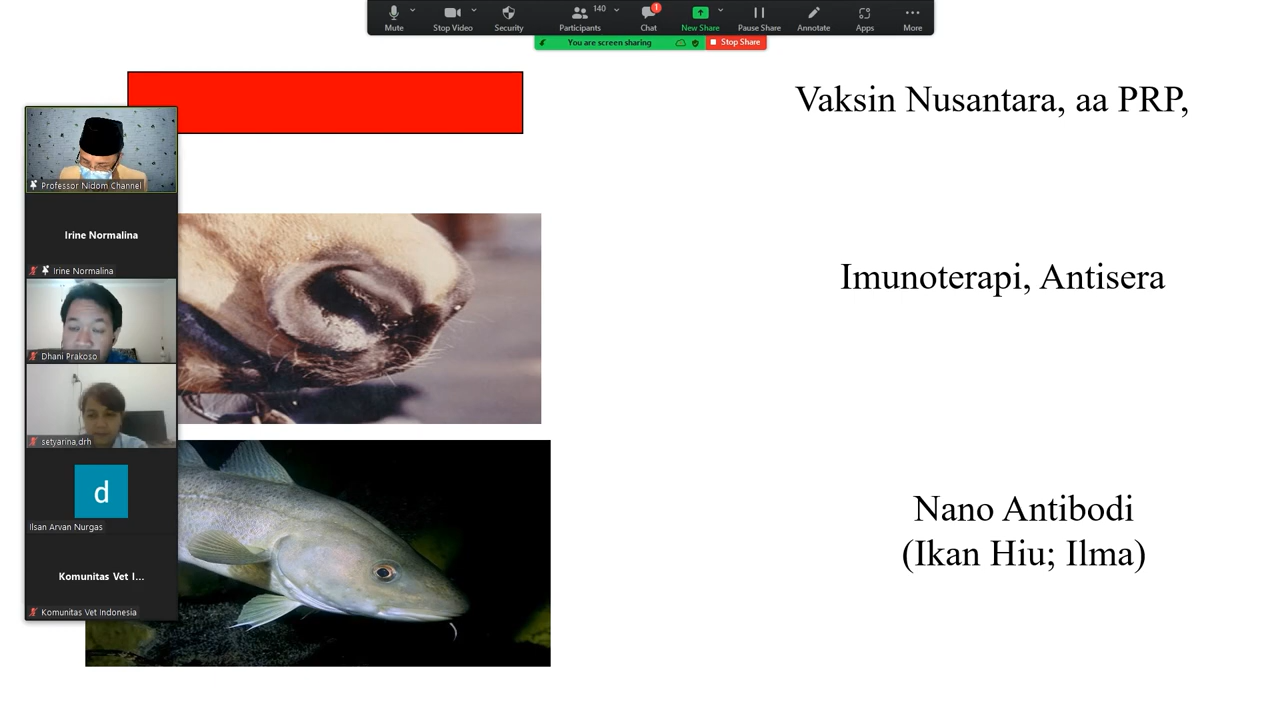 Mute
Stop Video
Security
140
Participants
1
Chat
New Share
Pause Share
Annotate
Apps
More
You are screen sharing
Stop Share
Vaksin Nusantara, aa PRP,
Professor Nidom Channel
Irine Normalina
Irine Normalina
Imunoterapi, Antisera
Dhani Prakoso
setyarina,drh
d
Ilsan Arvan Nurgas
Nano Antibodi
(Ikan Hiu; Ilma)
Komunitas Vet I...
Komunitas Vet Indonesia